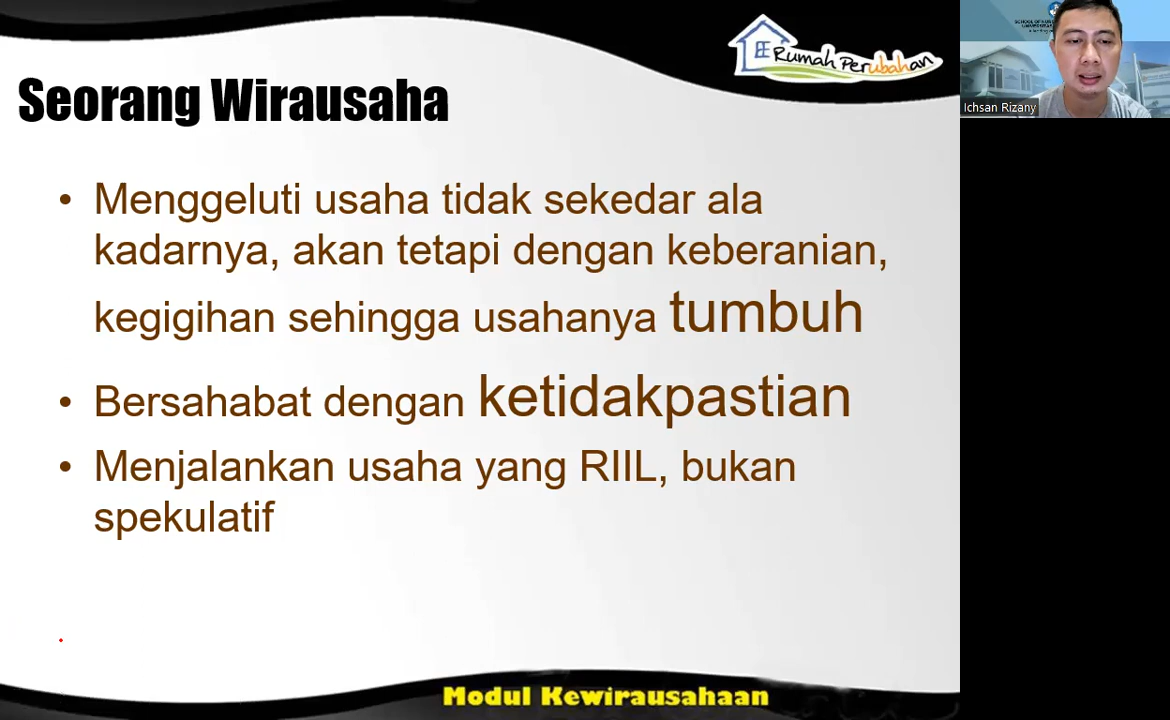 Rumah Perubahan
Seorang Wirausaha
• Menggeluti usaha tidak sekedar ala
kadarnya, akan tetapi dengan keberanian,
kegigihan sehingga usahanya tumbuh
• Bersahabat dengan ketidakpastian
• Menjalankan usaha yang RIIL, bukan
spekulatif
Modul Kewirausahaan
Ichsan Rizany